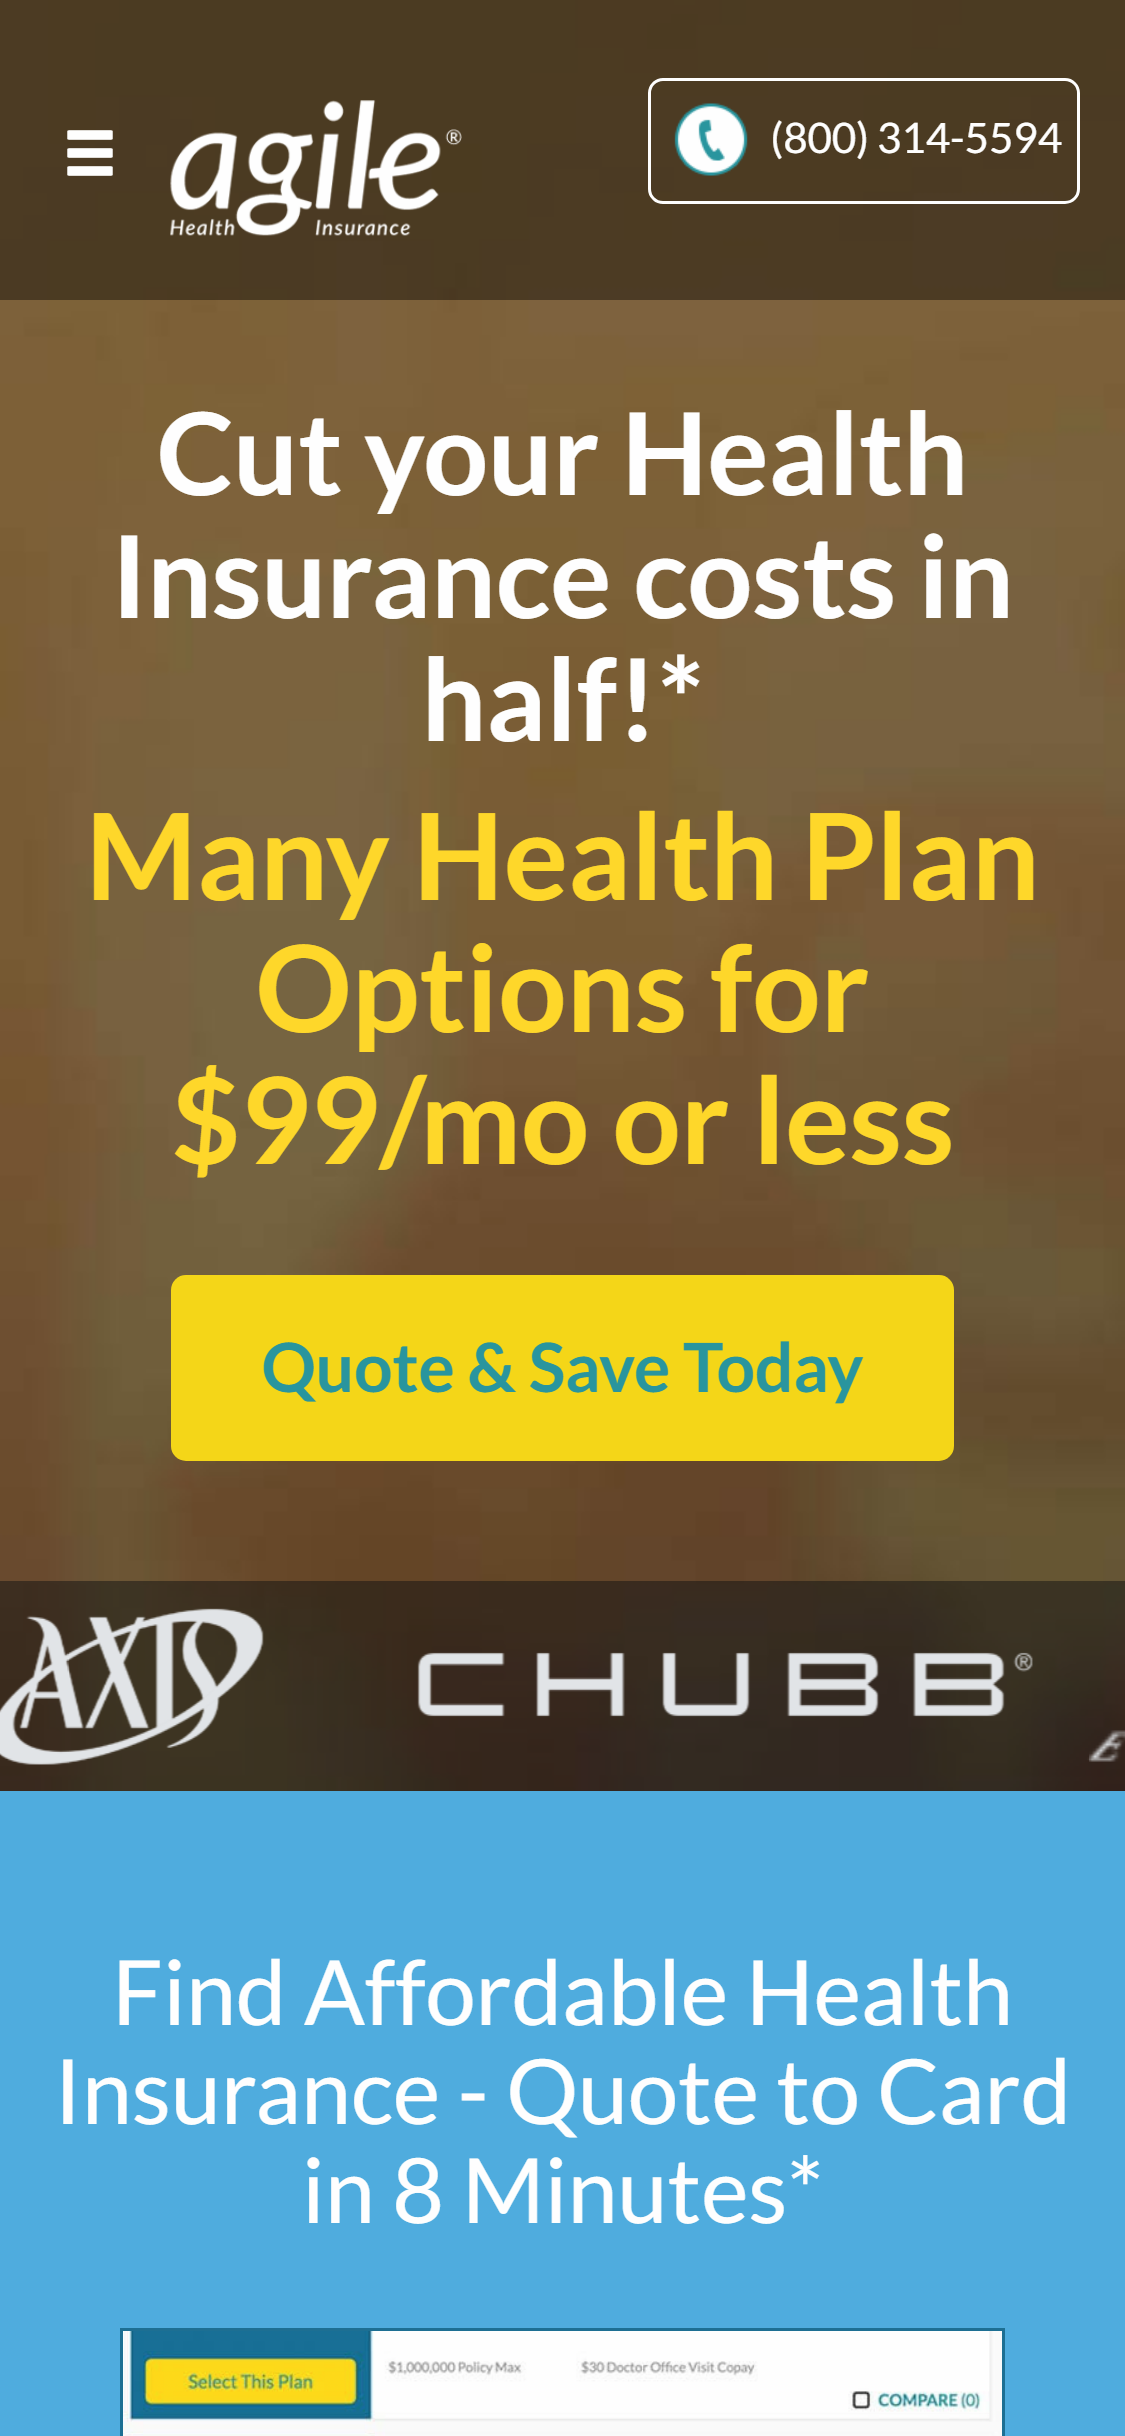 agile®
Health Insurance
(800) 314-5594
Cut your Health
Insurance costs in
half!*
Many Health Plan
Options for
$99/mo or less
Quote & Save Today
AXIS
CHUBB®
E
Find Affordable Health
Insurance - Quote to Card
in 8 Minutes*
Select This Plan
$1,000,000 Policy Max
$30 Doctor Office Visit Copay
COMPARE (0)